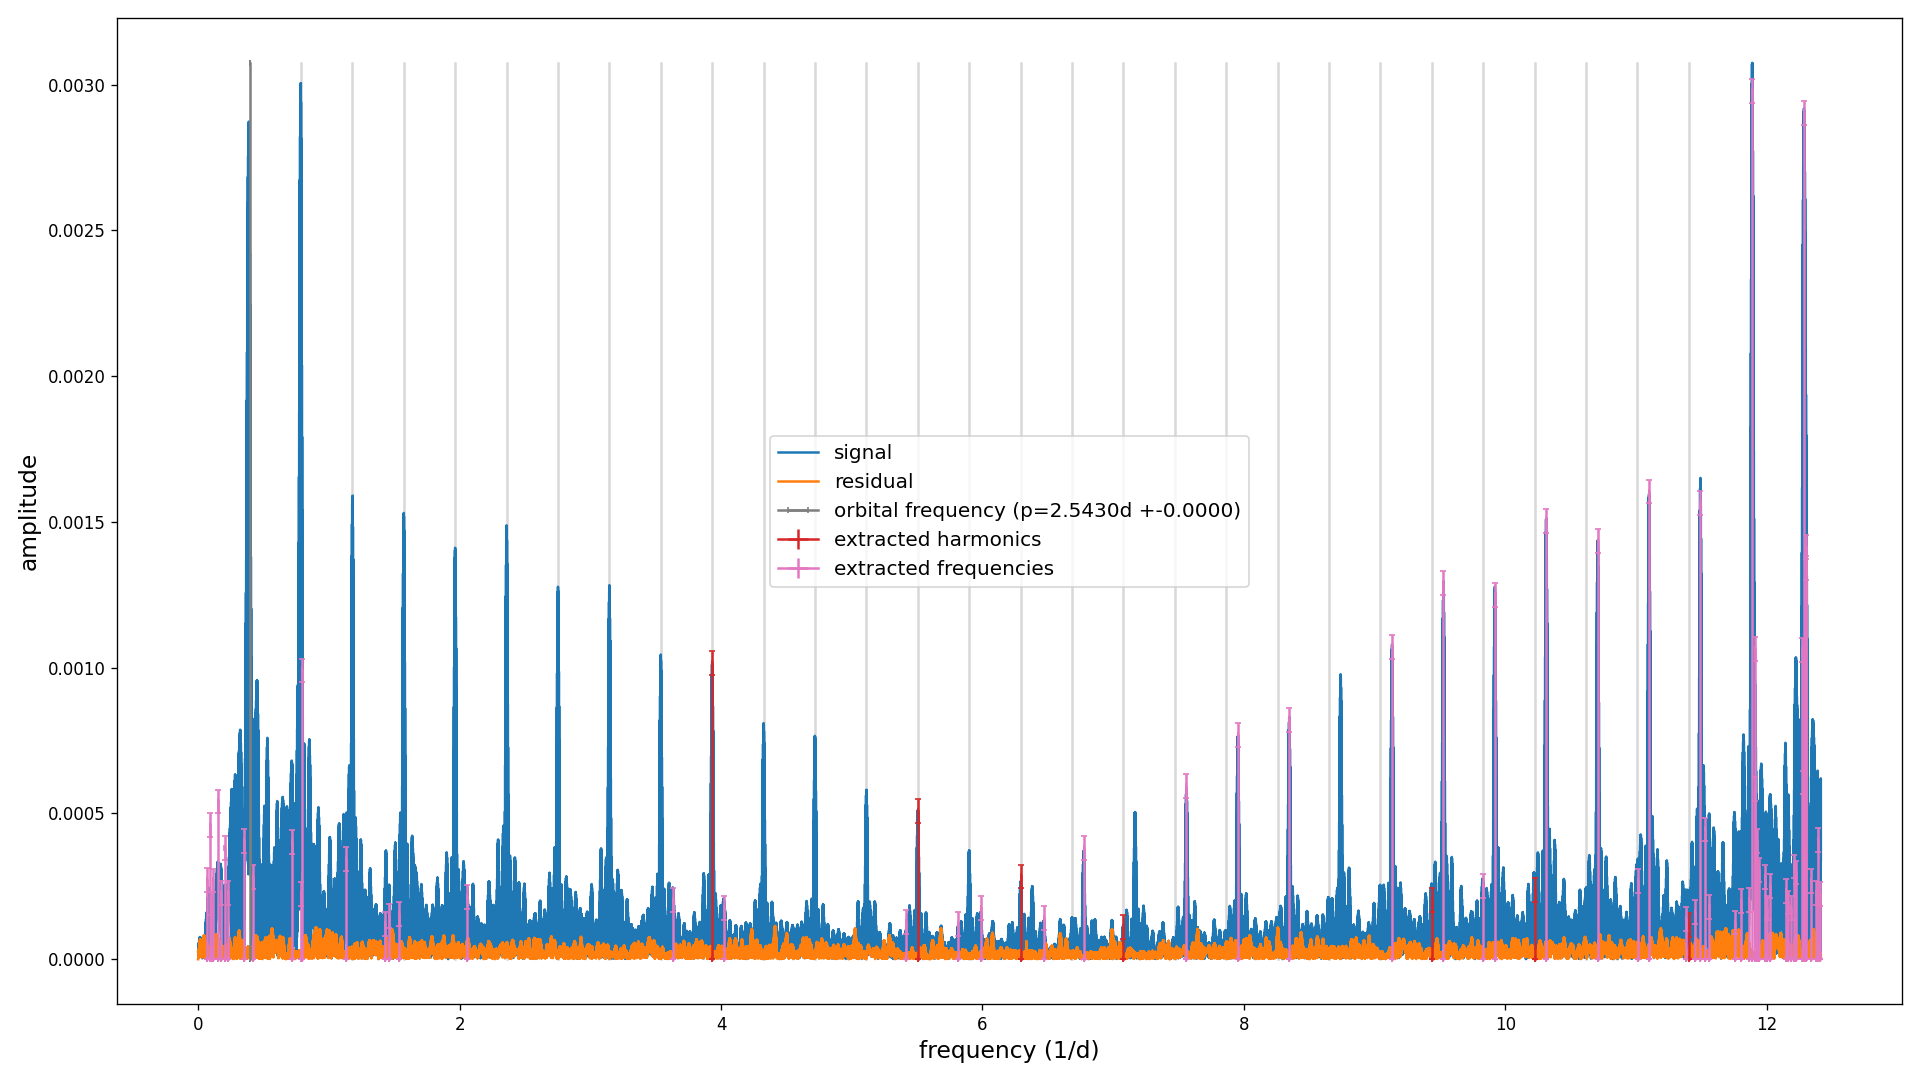 0.0030
0.0025
0.0020
0.0015
0.0010
0.0005
0.0000
amplitude
signal
residual
orbital frequency (p=2.5430d +-0.0000)
extracted harmonics
extracted frequencies
0 2 4 6 8 10 12
frequency (1/d)